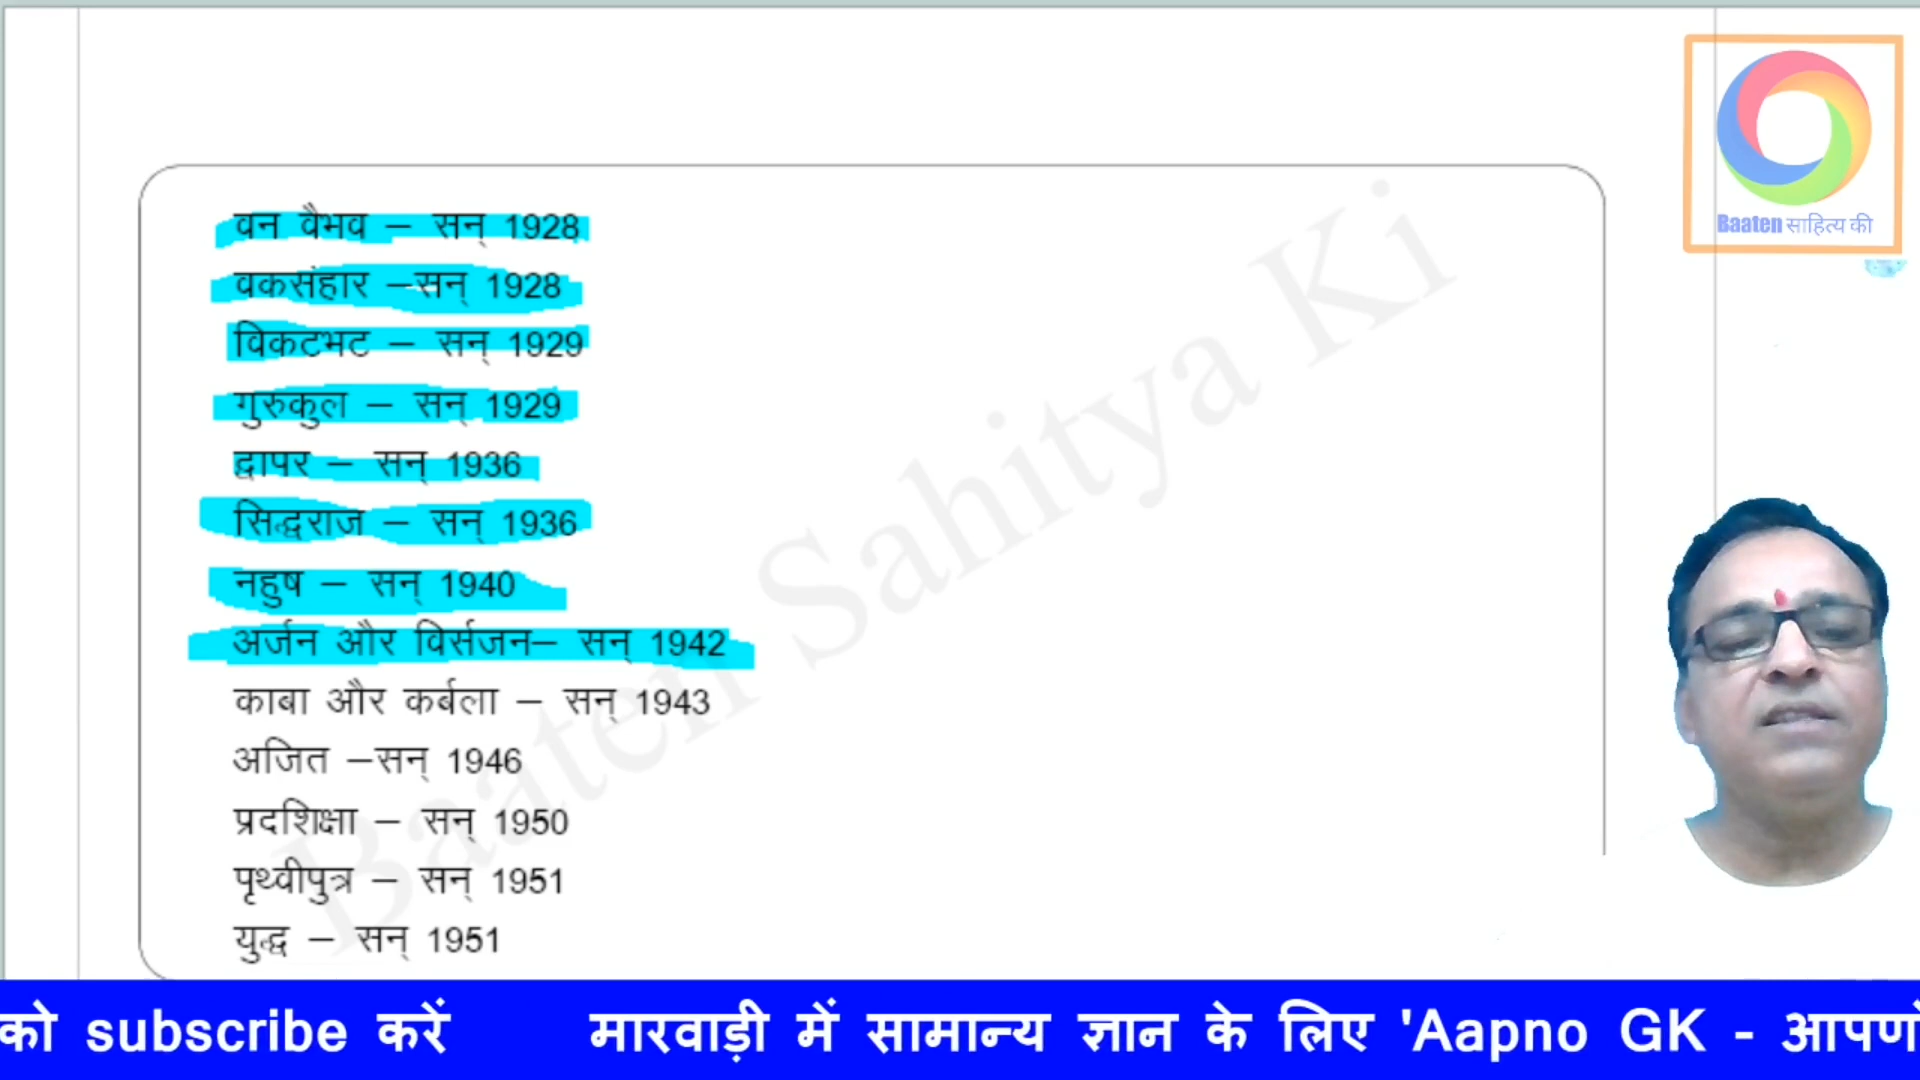 Baaten साहित्य की
वन वैभव – सन् 1928
वकसंहार –सन् 1928
विकटभट – सन् 1929
गुरुकुल – सन् 1929
द्वापर – सन् 1936
सिद्धराज – सन् 1936
नहुष – सन् 1940
अर्जन और विर्सजन– सन् 1942
काबा और कर्बला – सन् 1943
अजित –सन् 1946
प्रदशिक्षा – सन् 1950
पृथ्वीपुत्र – सन् 1951
युद्ध – सन् 1951
Baaten Sahitya Ki
को subscribe करें मारवाड़ी में सामान्य ज्ञान के लिए 'Aapno GK - आपणो